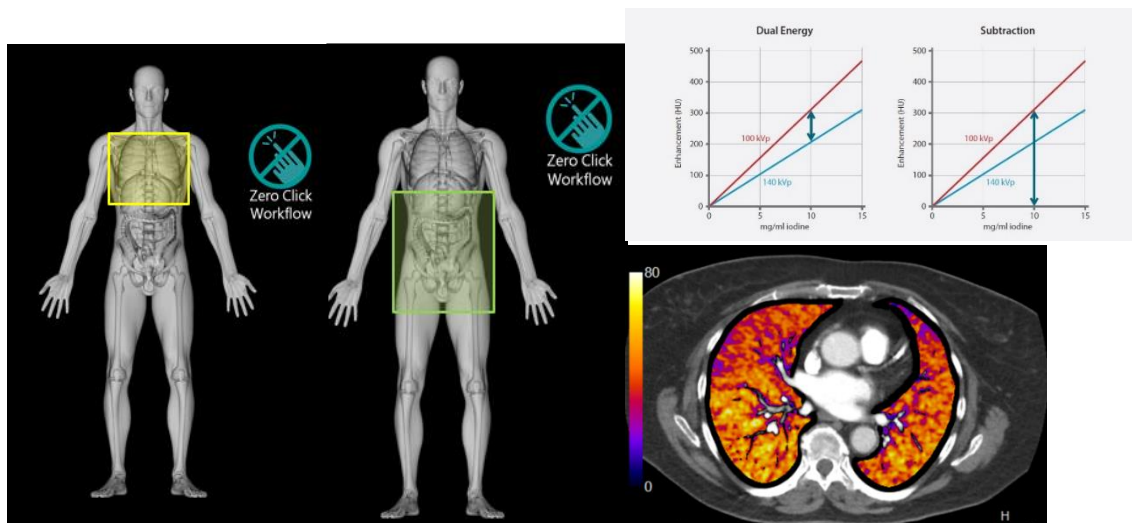 Zero Click
Workflow
Zero Click
Workflow
Dual Energy
Enhancement (HU)
500
400
300
200
100
0
100 kVp
140 kVp
0
5
10
15
mg/ml iodine
Subtraction
Enhancement (HU)
500
400
300
200
100
0
100 kVp
140 kVp
0
5
10
15
mg/ml iodine
80
0
H